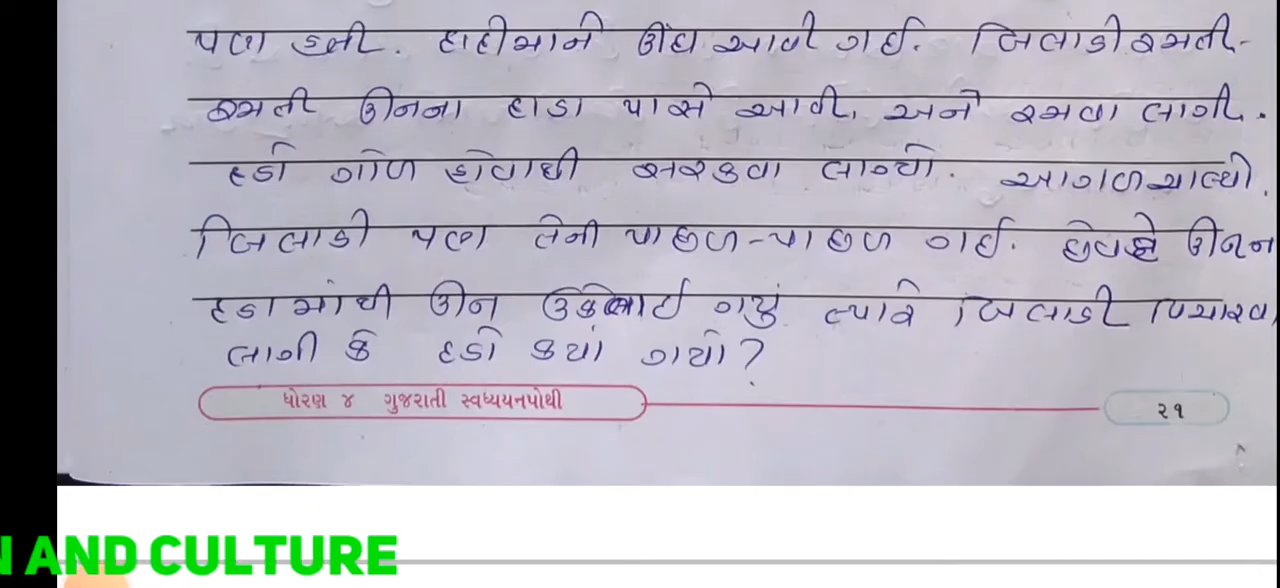 પણ હતી. દાદીમાને ઊંઘ આવી ગઈ. બિલાડી રમતી-
રમતી ઊનના દડા પાસે આવી, અને રમવા લાગી.
દડો ગોળ હોવાથી સરકવા લાગ્યો. આગળ ચાલ્યો.
બિલાડી પણ તેની પાછળ-પાછળ ગઈ. છેવટે ઊનન
દડામાંથી ઊન ઉકેલાઈ ગયું ત્યારે બિલાડી વિચારવા
લાગી કે દડો ક્યાં ગયો?
ધોરણ ૪ ગુજરાતી સ્વધ્યયનપોથી
૨૧
N AND CULTURE